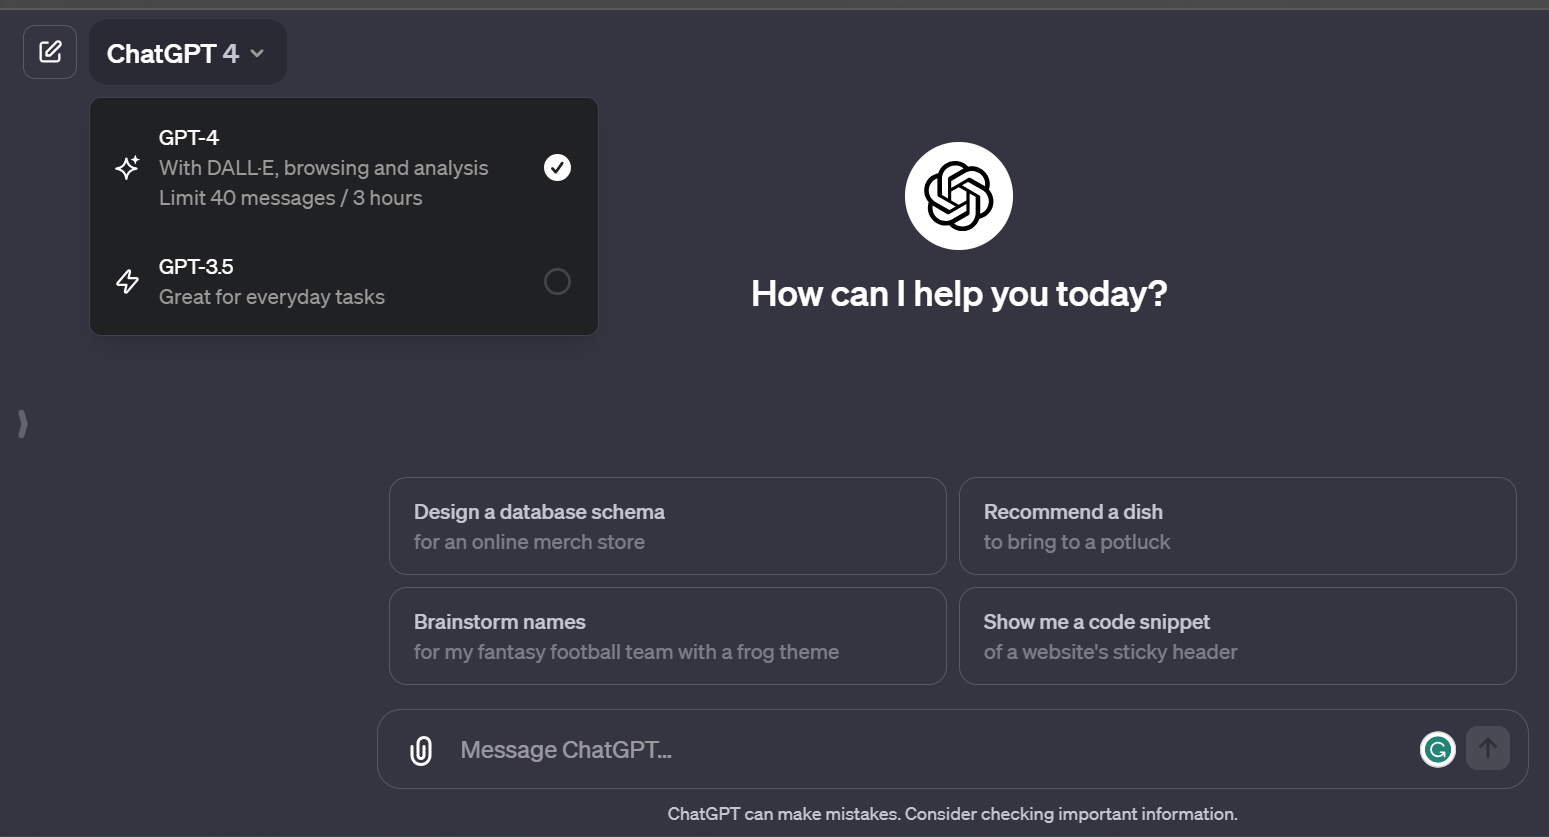 ChatGPT 4
GPT-4
With DALL·E, browsing and analysis
Limit 40 messages / 3 hours
GPT-3.5
Great for everyday tasks
How can I help you today?
Design a database schema
for an online merch store
Recommend a dish
to bring to a potluck
Brainstorm names
for my fantasy football team with a frog theme
Show me a code snippet
of a website's sticky header
Message ChatGPT...
ChatGPT can make mistakes. Consider checking important information.